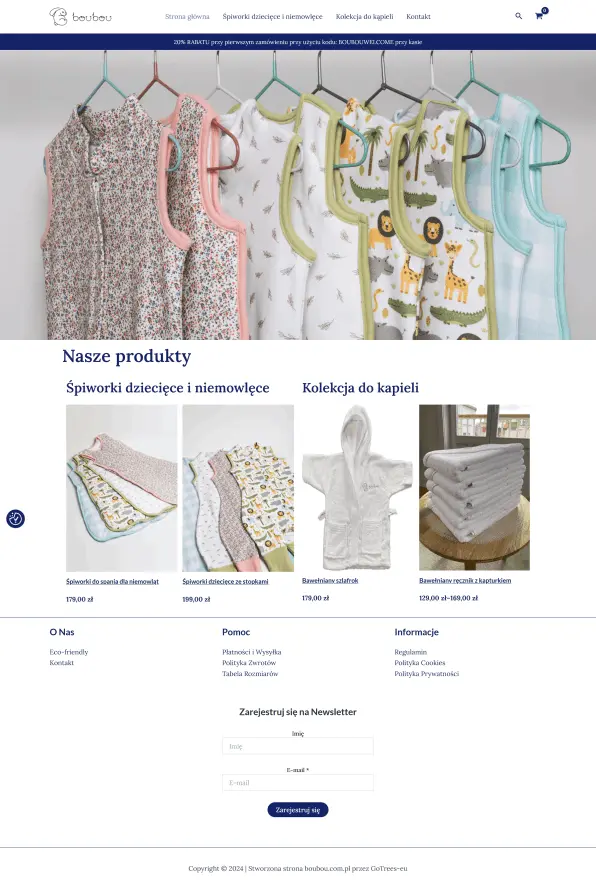 boubou
Strona główna
Śpiworki dziecięce i niemowlęce
Kolekcja do kąpieli
Kontakt
0
20% RABATU przy pierwszym zamówieniu przy użyciu kodu: BOUBOUWELCOME przy kasie
Nasze produkty
Śpiworki dziecięce i niemowlęce
Kolekcja do kapieli
Śpiworki do spania dla niemowląt
179,00 zł
Śpiworki dziecięce ze stopkami
199,00 zł
Bawełniany szlafrok
179,00 zł
Bawełniany ręcznik z kapturkiem
129,00 zł–169,00 zł
O Nas
Eco-friendly
Kontakt
Pomoc
Płatności i Wysyłka
Polityka Zwrotów
Tabela Rozmiarów
Informacje
Regulamin
Polityka Cookies
Polityka Prywatności
Zarejestruj się na Newsletter
Imię
Imię
E-mail *
E-mail
Zarejestruj się
Copyright © 2024 | Stworzona strona boubou.com.pl przez GoTrees-eu